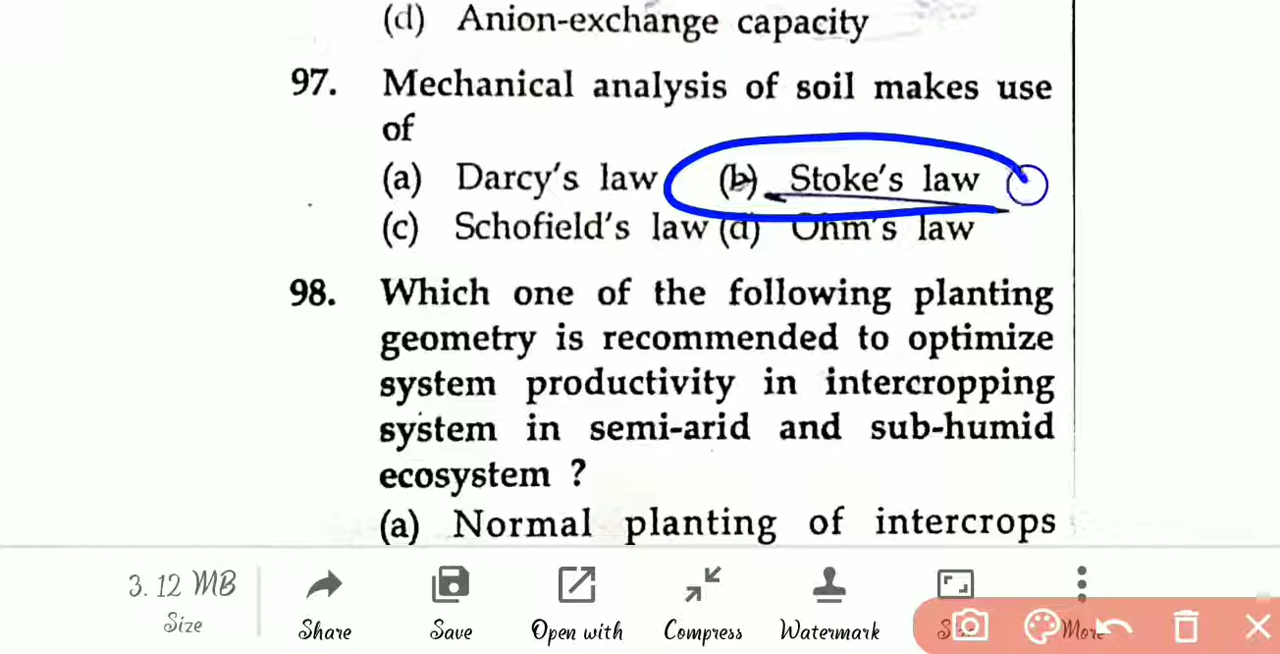 (d) Anion-exchange capacity
97. Mechanical analysis of soil makes use
of
(a) Darcy's law (b) Stoke's law
(c) Schofield's law (d) Ohm's law
98. Which one of the following planting
geometry is recommended to optimize
system productivity in intercropping
system in semi-arid and sub-humid
ecosystem ?
(a) Normal planting of intercrops
3. 12 MB
Size
Share
Save
Open with
Compress
Watermark
More